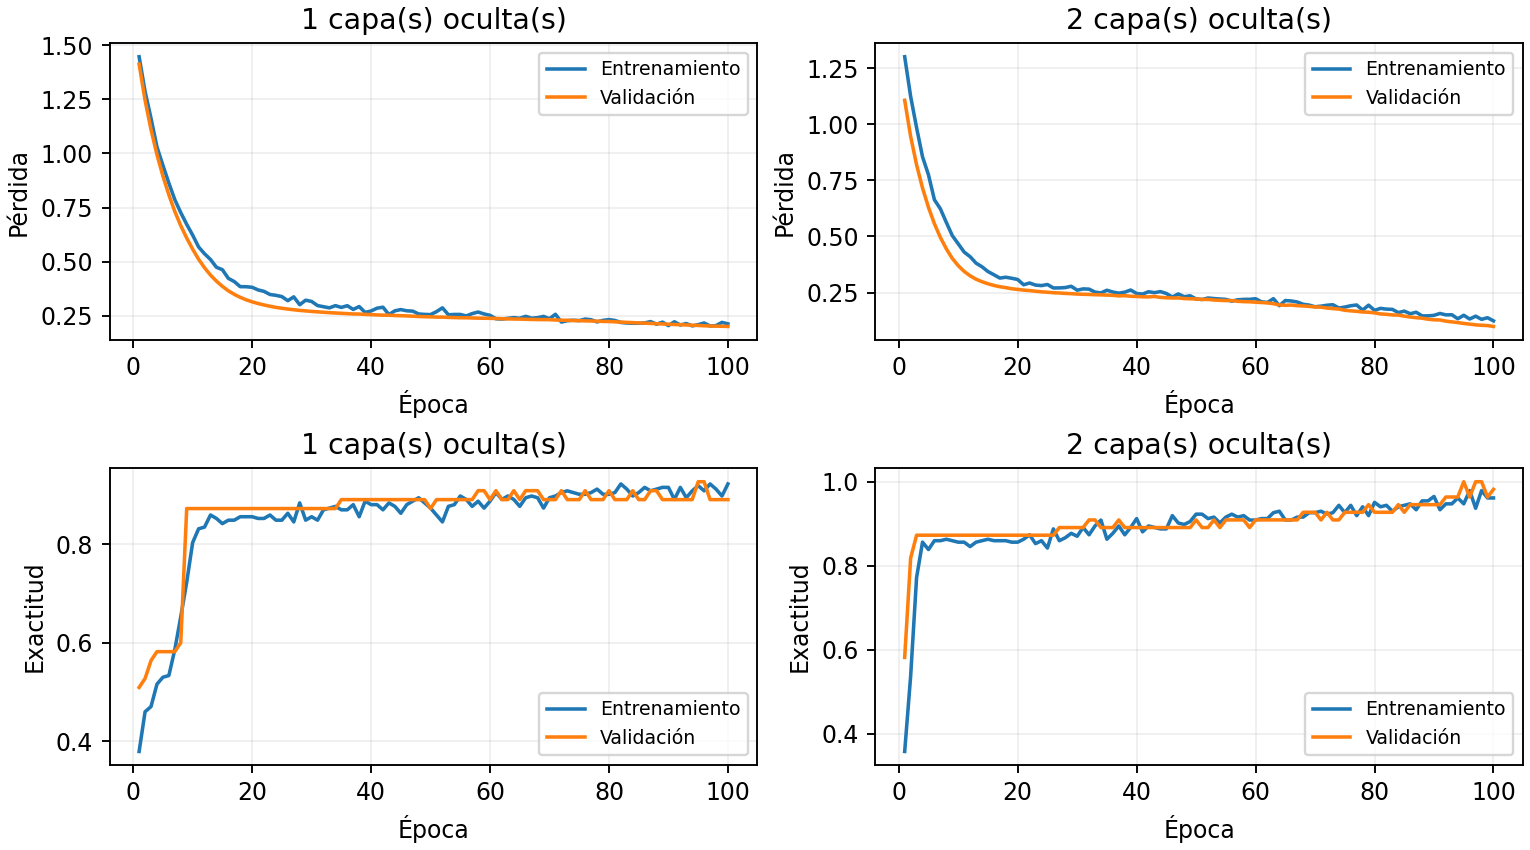 1 capa(s) oculta(s)
1.50
1.25
1.00
0.75
0.50
0.25
Pérdida
Entrenamiento
Validación
0 20 40 60 80 100
Época
2 capa(s) oculta(s)
1.25
1.00
0.75
0.50
0.25
Pérdida
Entrenamiento
Validación
0 20 40 60 80 100
Época
1 capa(s) oculta(s)
0.8
0.6
0.4
Exactitud
Entrenamiento
Validación
0 20 40 60 80 100
Época
2 capa(s) oculta(s)
1.0
0.8
0.6
0.4
Exactitud
Entrenamiento
Validación
0 20 40 60 80 100
Época